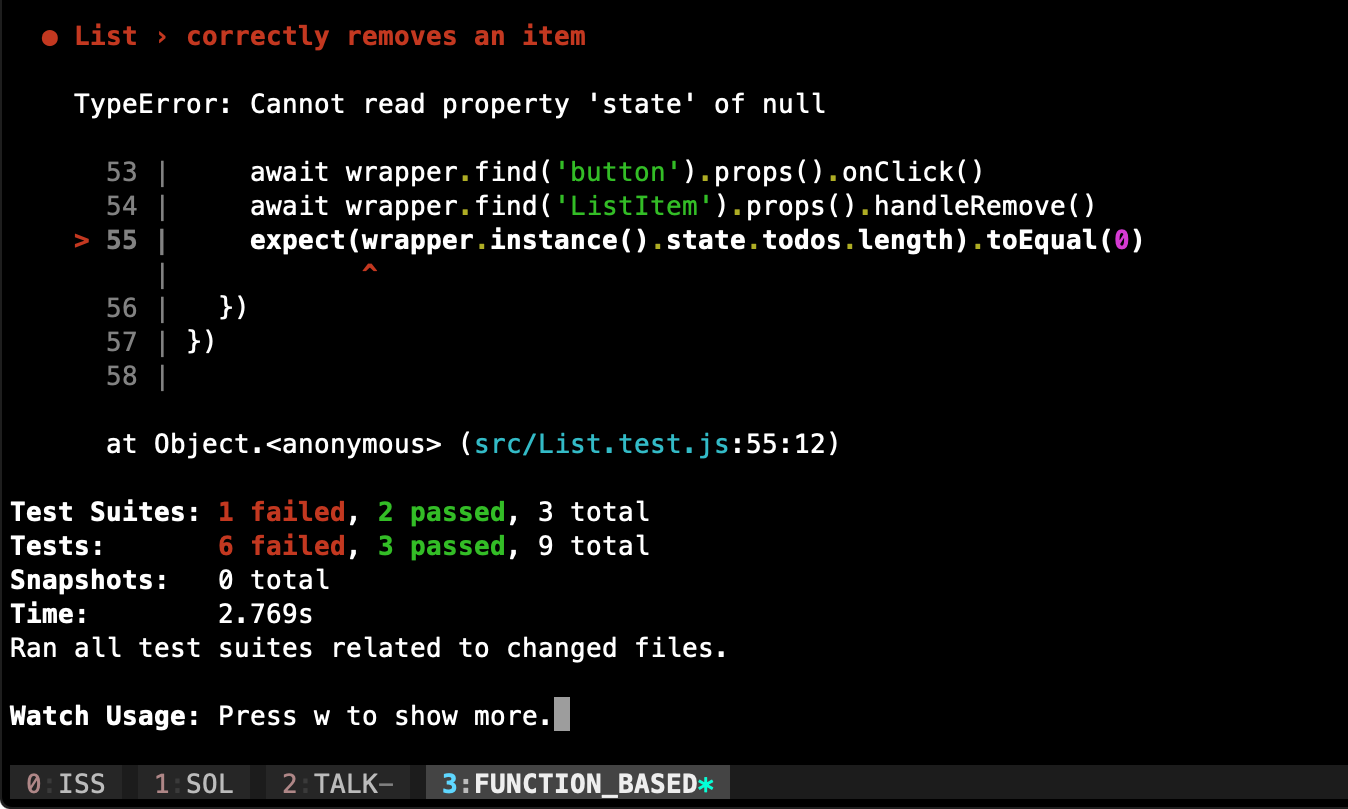 ● List › correctly removes an item
TypeError: Cannot read property 'state' of null
53 |     await wrapper.find('button').props().onClick()
54 |     await wrapper.find('ListItem').props().handleRemove()
> 55 |     expect(wrapper.instance().state.todos.length).toEqual(0)
|            ^
56 |   })
57 | })
58 |
at Object.<anonymous> (src/List.test.js:55:12)
Test Suites: 1 failed, 2 passed, 3 total
Tests:       6 failed, 3 passed, 9 total
Snapshots:   0 total
Time:        2.769s
Ran all test suites related to changed files.
Watch Usage: Press w to show more.
0:ISS  1:SOL  2:TALK-  3:FUNCTION_BASED*